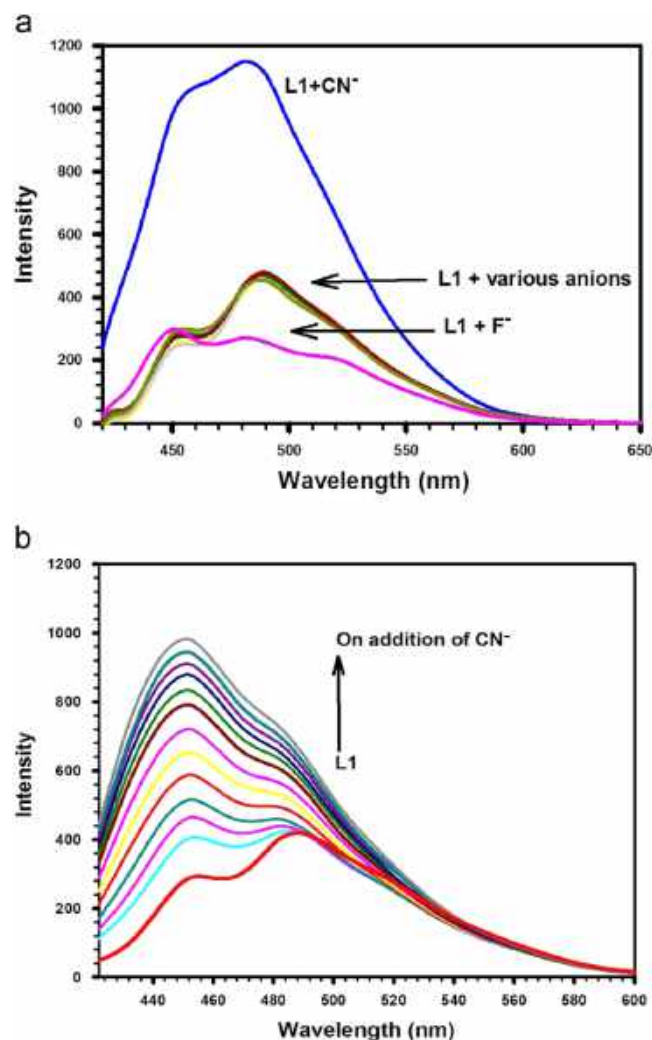 a
1200
1000
800
600
400
200
0
Intensity
L1+CN⁻
L1 + various anions
L1 + F⁻
450 500 550 600 650
Wavelength (nm)
b
1200
1000
800
600
400
200
0
Intensity
On addition of CN⁻
L1
440 460 480 500 520 540 560 580 600
Wavelength (nm)